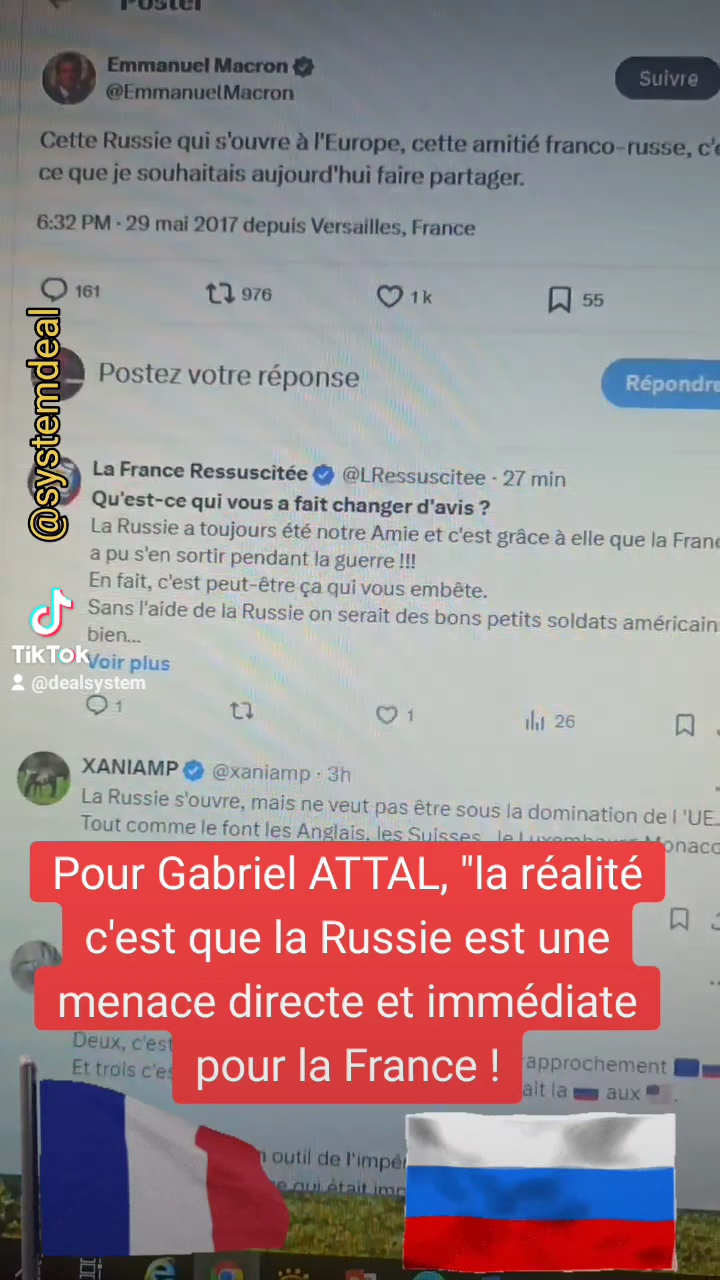 Poster
Emmanuel Macron
@EmmanuelMacron
Suivre
Cette Russie qui s'ouvre à l'Europe, cette amitié franco-russe, c'e
ce que je souhaitais aujourd'hui faire partager.
6:32 PM · 29 mai 2017 depuis Versailles, France
161
976
1 k
55
@systemdeal
Postez votre réponse
Répondre
La France Ressuscitée @LRessuscitee · 27 min
Qu'est-ce qui vous a fait changer d'avis ?
La Russie a toujours été notre Amie et c'est grâce à elle que la Franc
a pu s'en sortir pendant la guerre !!!
En fait, c'est peut-être ça qui vous embête.
Sans l'aide de la Russie on serait des bons petits soldats américain
bien...
Voir plus
TikTok
@dealsystem
1
1
26
XANIAMP @xaniamp · 3h
La Russie s'ouvre, mais ne veut pas être sous la domination de l 'UE.
Tout comme le font les Anglais, les Suisses, le Luxembourg Monaco
Pour Gabriel ATTAL, "la réalité
c'est que la Russie est une
menace directe et immédiate
pour la France !
Deux, c'est
Et trois c'es
rapprochement
ait la aux
outil de l'impér
qui était imp